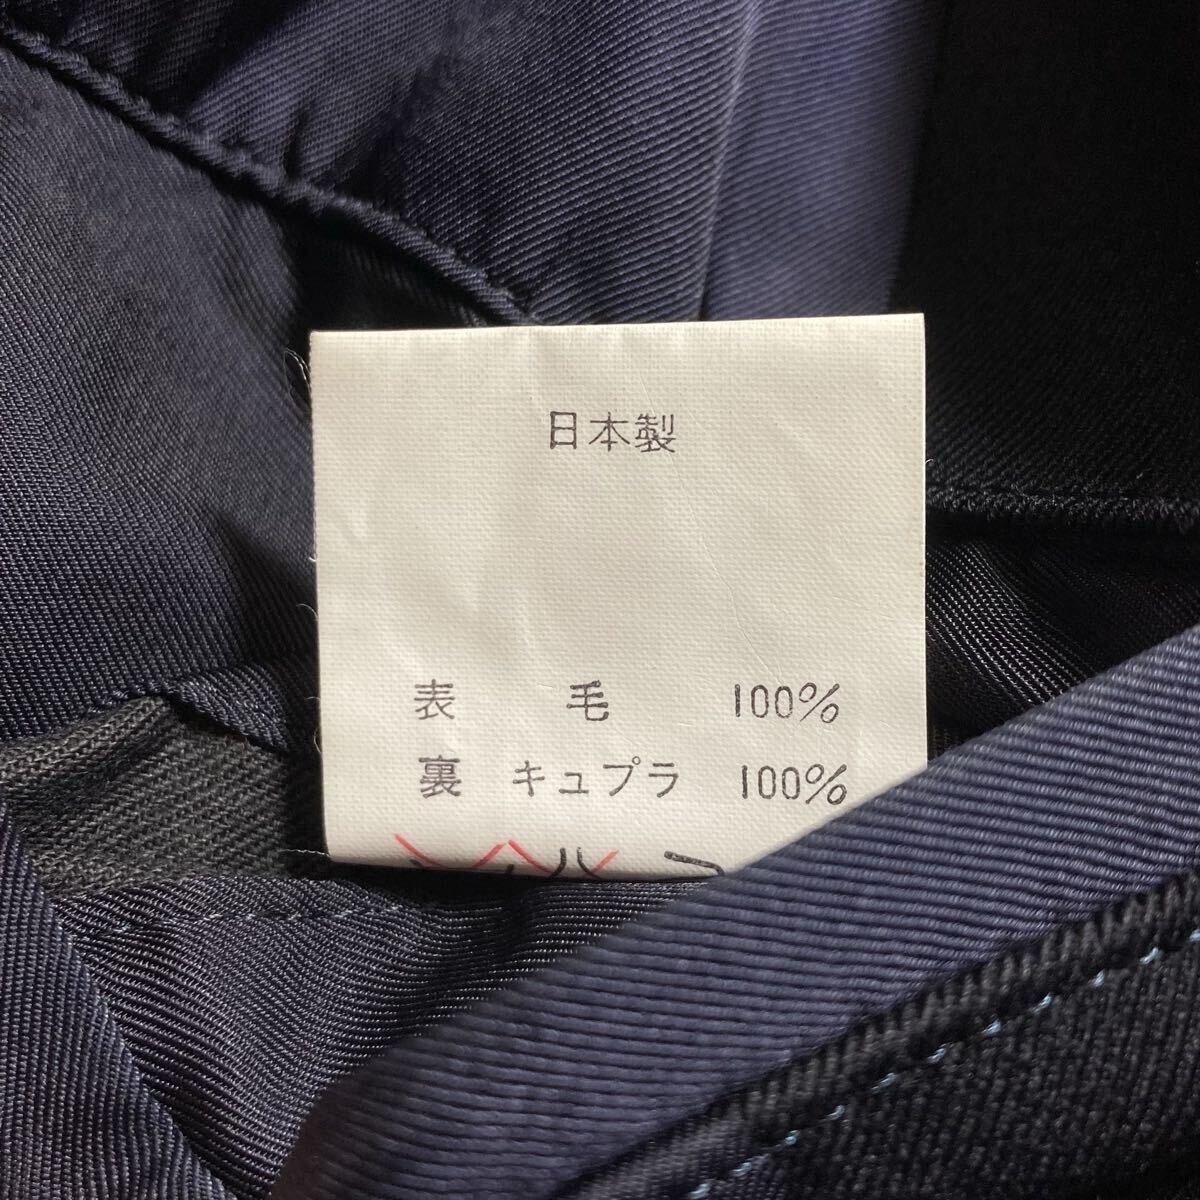 日本製
表 毛 100%
裏 キュプラ 100%